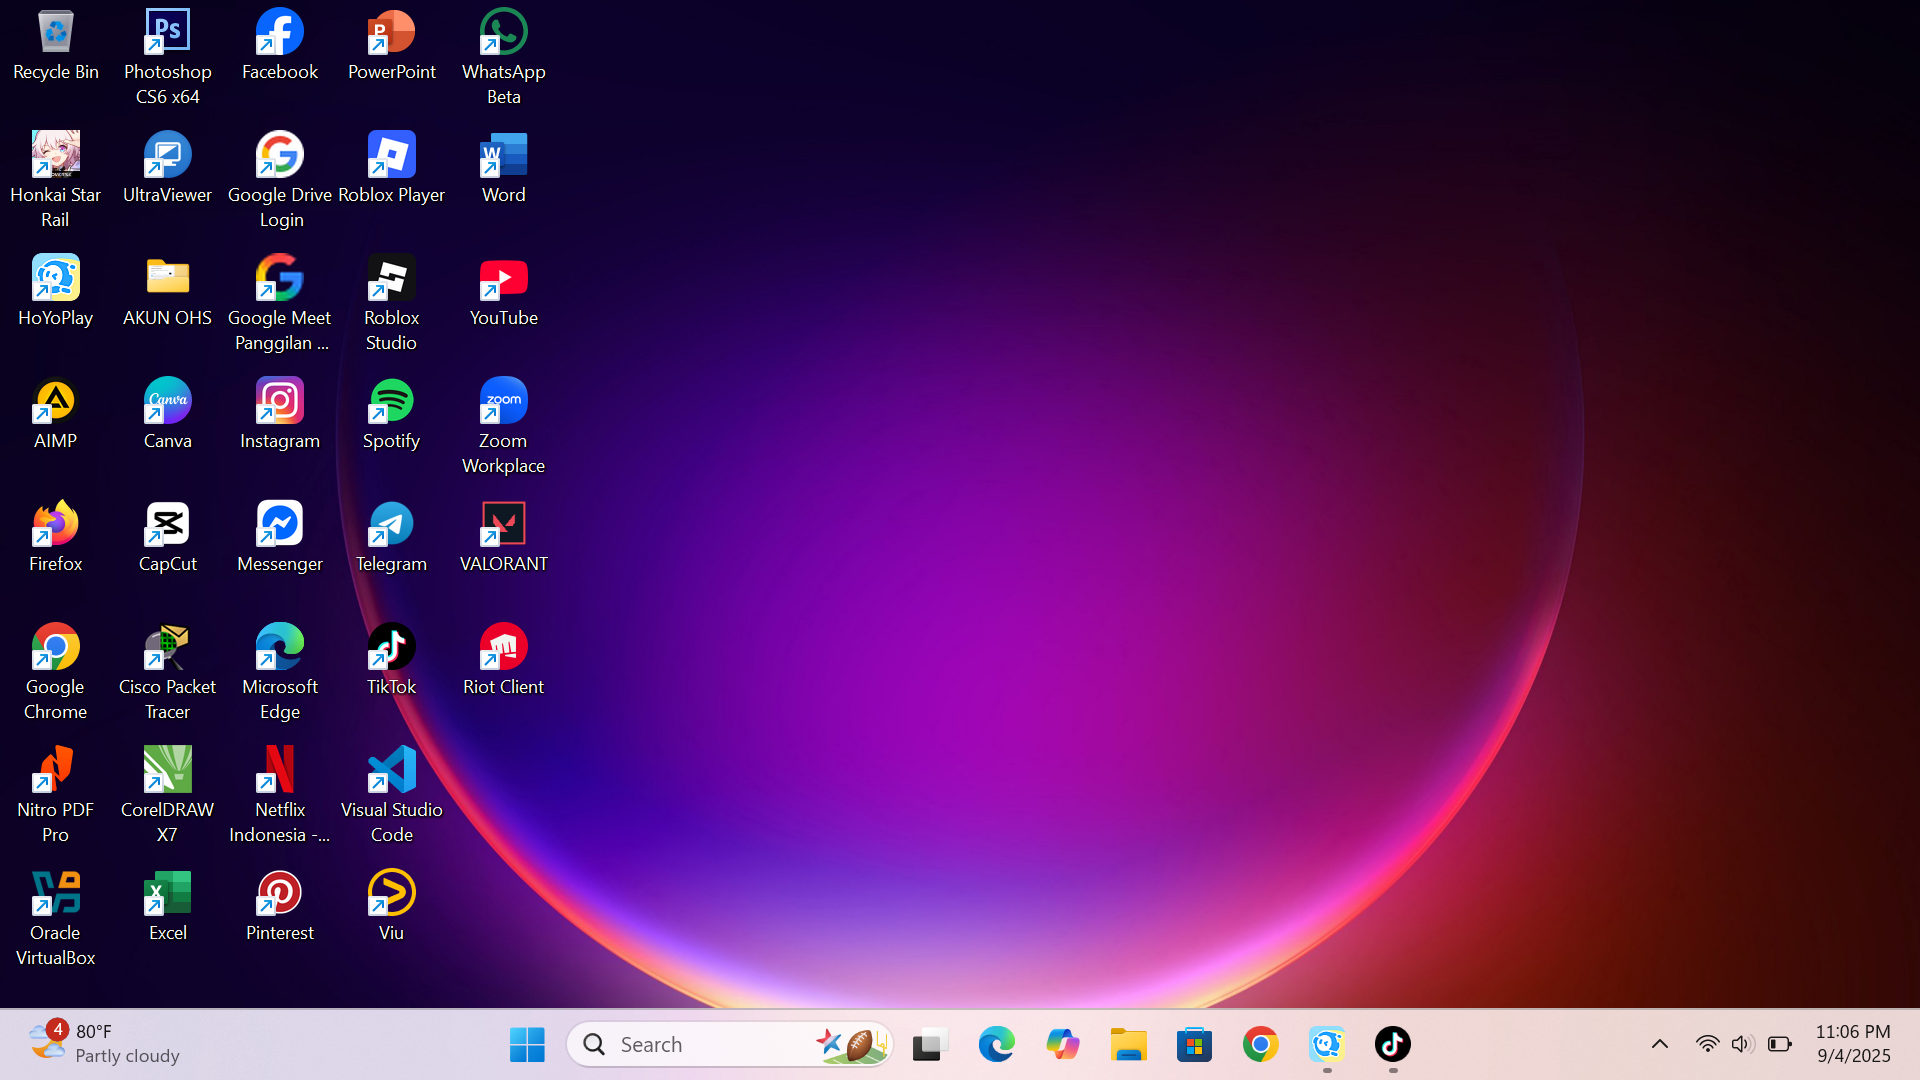 Recycle Bin
Photoshop
CS6 x64
Facebook
PowerPoint
WhatsApp
Beta
Honkai Star
Rail
UltraViewer
Google Drive
Login
Roblox Player
Word
HoYoPlay
AKUN OHS
Google Meet
Panggilan ...
Roblox
Studio
YouTube
AIMP
Canva
Instagram
Spotify
Zoom
Workplace
Firefox
CapCut
Messenger
Telegram
VALORANT
Google
Chrome
Cisco Packet
Tracer
Microsoft
Edge
TikTok
Riot Client
Nitro PDF
Pro
CorelDRAW
X7
Netflix
Indonesia -...
Visual Studio
Code
Oracle
VirtualBox
Excel
Pinterest
Viu
4
80°F
Partly cloudy
Search
11:06 PM
9/4/2025
Ps
P
W
Canva
zoom
X